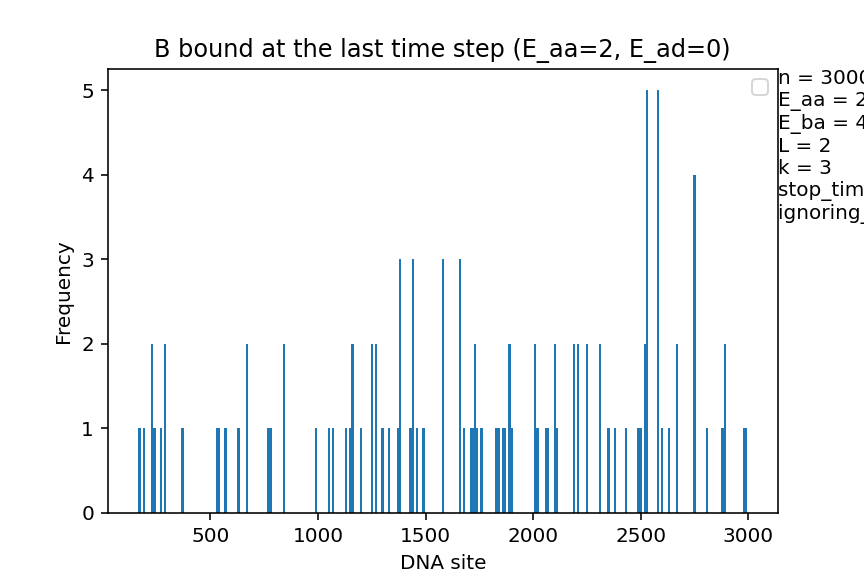 B bound at the last time step (E_aa=2, E_ad=0)
n = 3000
E_aa = 2
E_ba = 4
L = 2
k = 3
stop_tim
ignoring_
5
4
3
2
1
0
Frequency
500
1000
1500
2000
2500
3000
DNA site